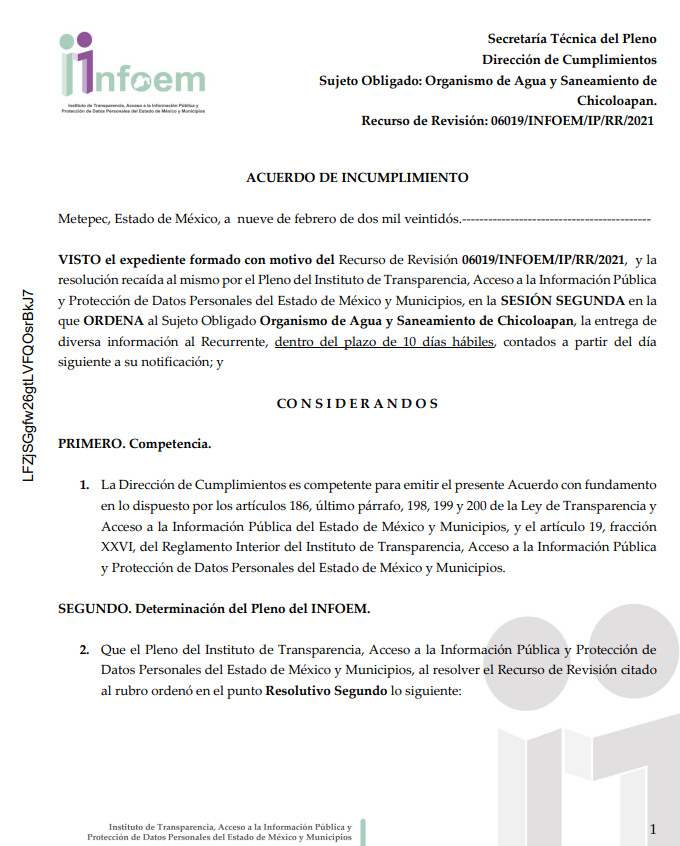 infoem
Instituto de Transparencia, Acceso a la Información Pública y
Protección de Datos Personales del Estado de México y Municipios
Secretaría Técnica del Pleno
Dirección de Cumplimientos
Sujeto Obligado: Organismo de Agua y Saneamiento de
Chicoloapan.
Recurso de Revisión: 06019/INFOEM/IP/RR/2021
ACUERDO DE INCUMPLIMIENTO
Metepec, Estado de México, a nueve de febrero de dos mil veintidós.-------------------------------------------
VISTO el expediente formado con motivo del Recurso de Revisión 06019/INFOEM/IP/RR/2021, y la
resolución recaída al mismo por el Pleno del Instituto de Transparencia, Acceso a la Información Pública
y Protección de Datos Personales del Estado de México y Municipios, en la SESIÓN SEGUNDA en la
que ORDENA al Sujeto Obligado Organismo de Agua y Saneamiento de Chicoloapan, la entrega de
diversa información al Recurrente, dentro del plazo de 10 días hábiles, contados a partir del día
siguiente a su notificación; y
C O N S I D E R A N D O S
PRIMERO. Competencia.
1. La Dirección de Cumplimientos es competente para emitir el presente Acuerdo con fundamento
en lo dispuesto por los artículos 186, último párrafo, 198, 199 y 200 de la Ley de Transparencia y
Acceso a la Información Pública del Estado de México y Municipios, y el artículo 19, fracción
XXVI, del Reglamento Interior del Instituto de Transparencia, Acceso a la Información Pública
y Protección de Datos Personales del Estado de México y Municipios.
SEGUNDO. Determinación del Pleno del INFOEM.
2. Que el Pleno del Instituto de Transparencia, Acceso a la Información Pública y Protección de
Datos Personales del Estado de México y Municipios, al resolver el Recurso de Revisión citado
al rubro ordenó en el punto Resolutivo Segundo lo siguiente:
LFZjSGgfw26gtLVFQOsrBkJ7
Instituto de Transparencia, Acceso a la Información Pública y
Protección de Datos Personales del Estado de México y Municipios
1